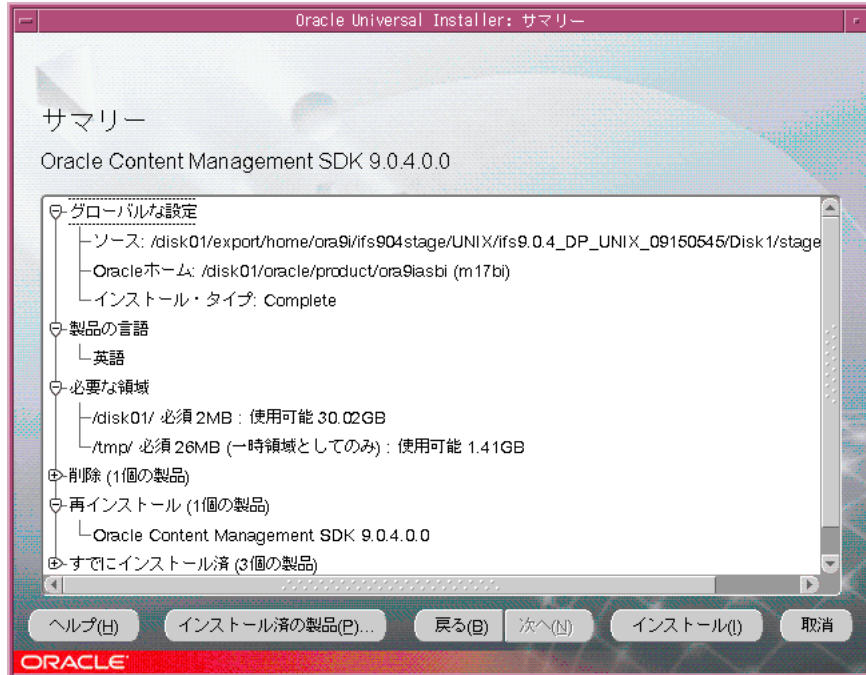 Oracle Universal Installer: サマリー
サマリー
Oracle Content Management SDK 9.0.4.0.0
グローバルな設定
ソース: /disk01/export/home/ora9i/ifs904stage/UNIX/ifs9.0.4_DP_UNIX_09150545/Disk1/stage
Oracleホーム: /disk01/oracle/product/ora9iasbi (m17bi)
インストール・タイプ: Complete
製品の言語
英語
必要な領域
/disk01/ 必須 2MB : 使用可能 30.02GB
/tmp/ 必須 26MB (一時領域としてのみ) : 使用可能 1.41GB
削除 (1個の製品)
再インストール (1個の製品)
Oracle Content Management SDK 9.0.4.0.0
すでにインストール済 (3個の製品)
ヘルプ(H) インストール済の製品(P)... 戻る(B) 次へ(N) インストール(I) 取消
ORACLE